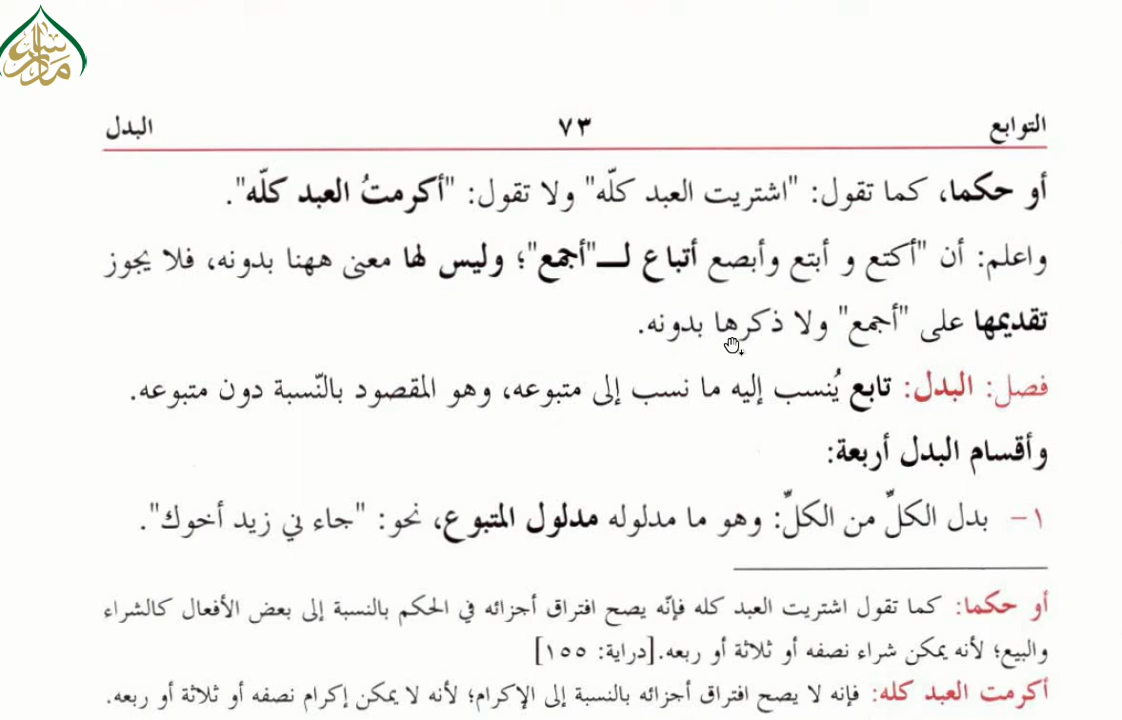 مدرسہ
التوابع ٧٣ البدل
أو حكما، كما تقول: "اشتريت العبد كلّه" ولا تقول: "أكرمتُ العبد كلّه".
واعلم: أن "أكتع و أبتع وأبصع أتباع لـــ"أجمع"؛ وليس لها معنى ههنا بدونه، فلا يجوز
تقديمها على "أجمع" ولا ذكرها بدونه.
فصل: البدل: تابع يُنسب إليه ما نسب إلى متبوعه، وهو المقصود بالنّسبة دون متبوعه.
وأقسام البدل أربعة:
١- بدل الكلِّ من الكلِّ: وهو ما مدلوله مدلول المتبوع، نحو: "جاء ني زيد أخوك".
أو حكما: كما تقول اشتريت العبد كله فإنّه يصح افتراق أجزائه في الحكم بالنسبة إلى بعض الأفعال كالشراء
والبيع؛ لأنه يمكن شراء نصفه أو ثلاثة أو ربعه.[دراية: ١٥٥]
أكرمت العبد كله: فإنه لا يصح افتراق أجزائه بالنسبة إلى الإكرام؛ لأنه لا يمكن إكرام نصفه أو ثلاثة أو ربعه.